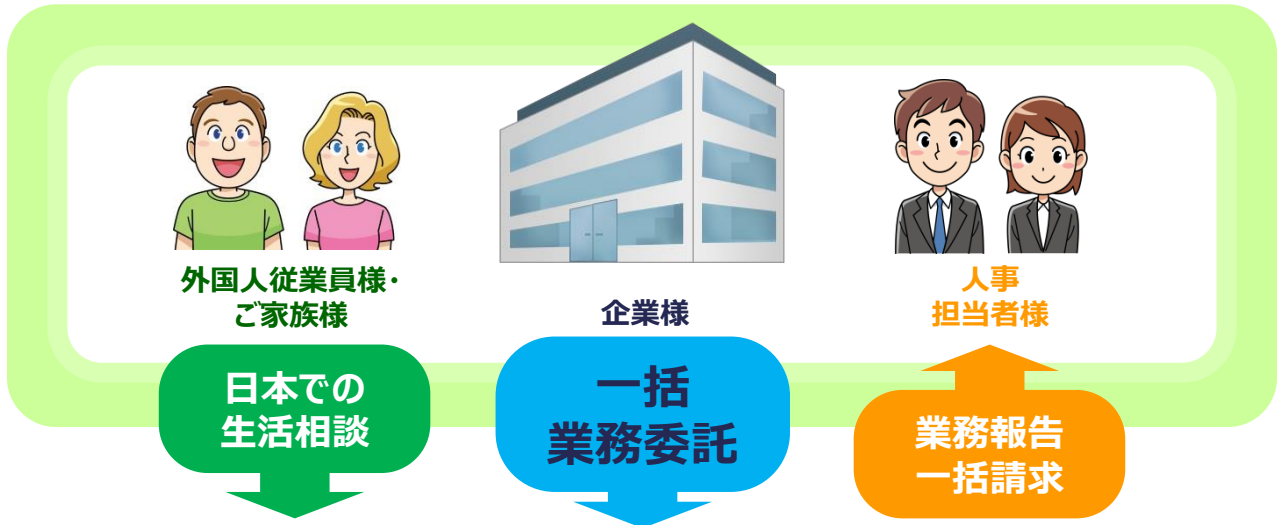 外国人従業員様・
ご家族様
企業様
人事
担当者様
日本での
生活相談
一括
業務委託
業務報告
一括請求